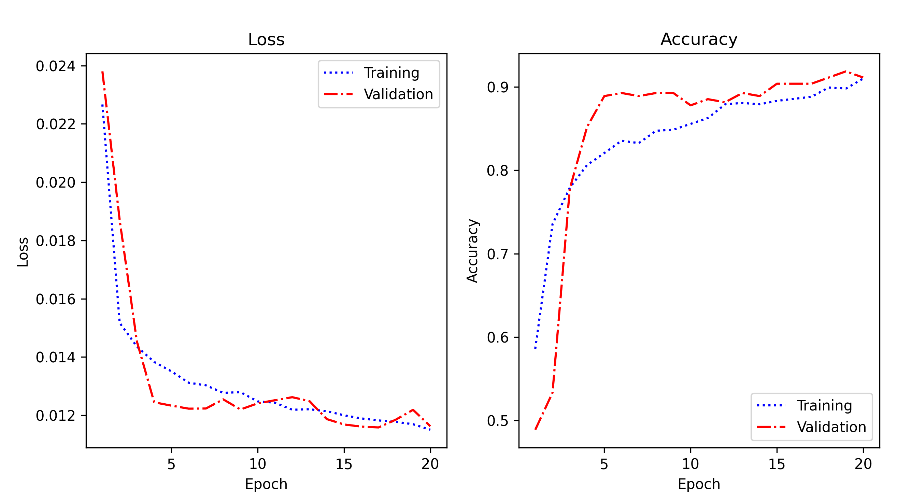 Loss
Training
Validation
0.024
0.022
0.020
0.018
0.016
0.014
0.012
Loss
5
10
15
20
Epoch
Accuracy
0.9
0.8
0.7
0.6
0.5
Accuracy
Training
Validation
5
10
15
20
Epoch